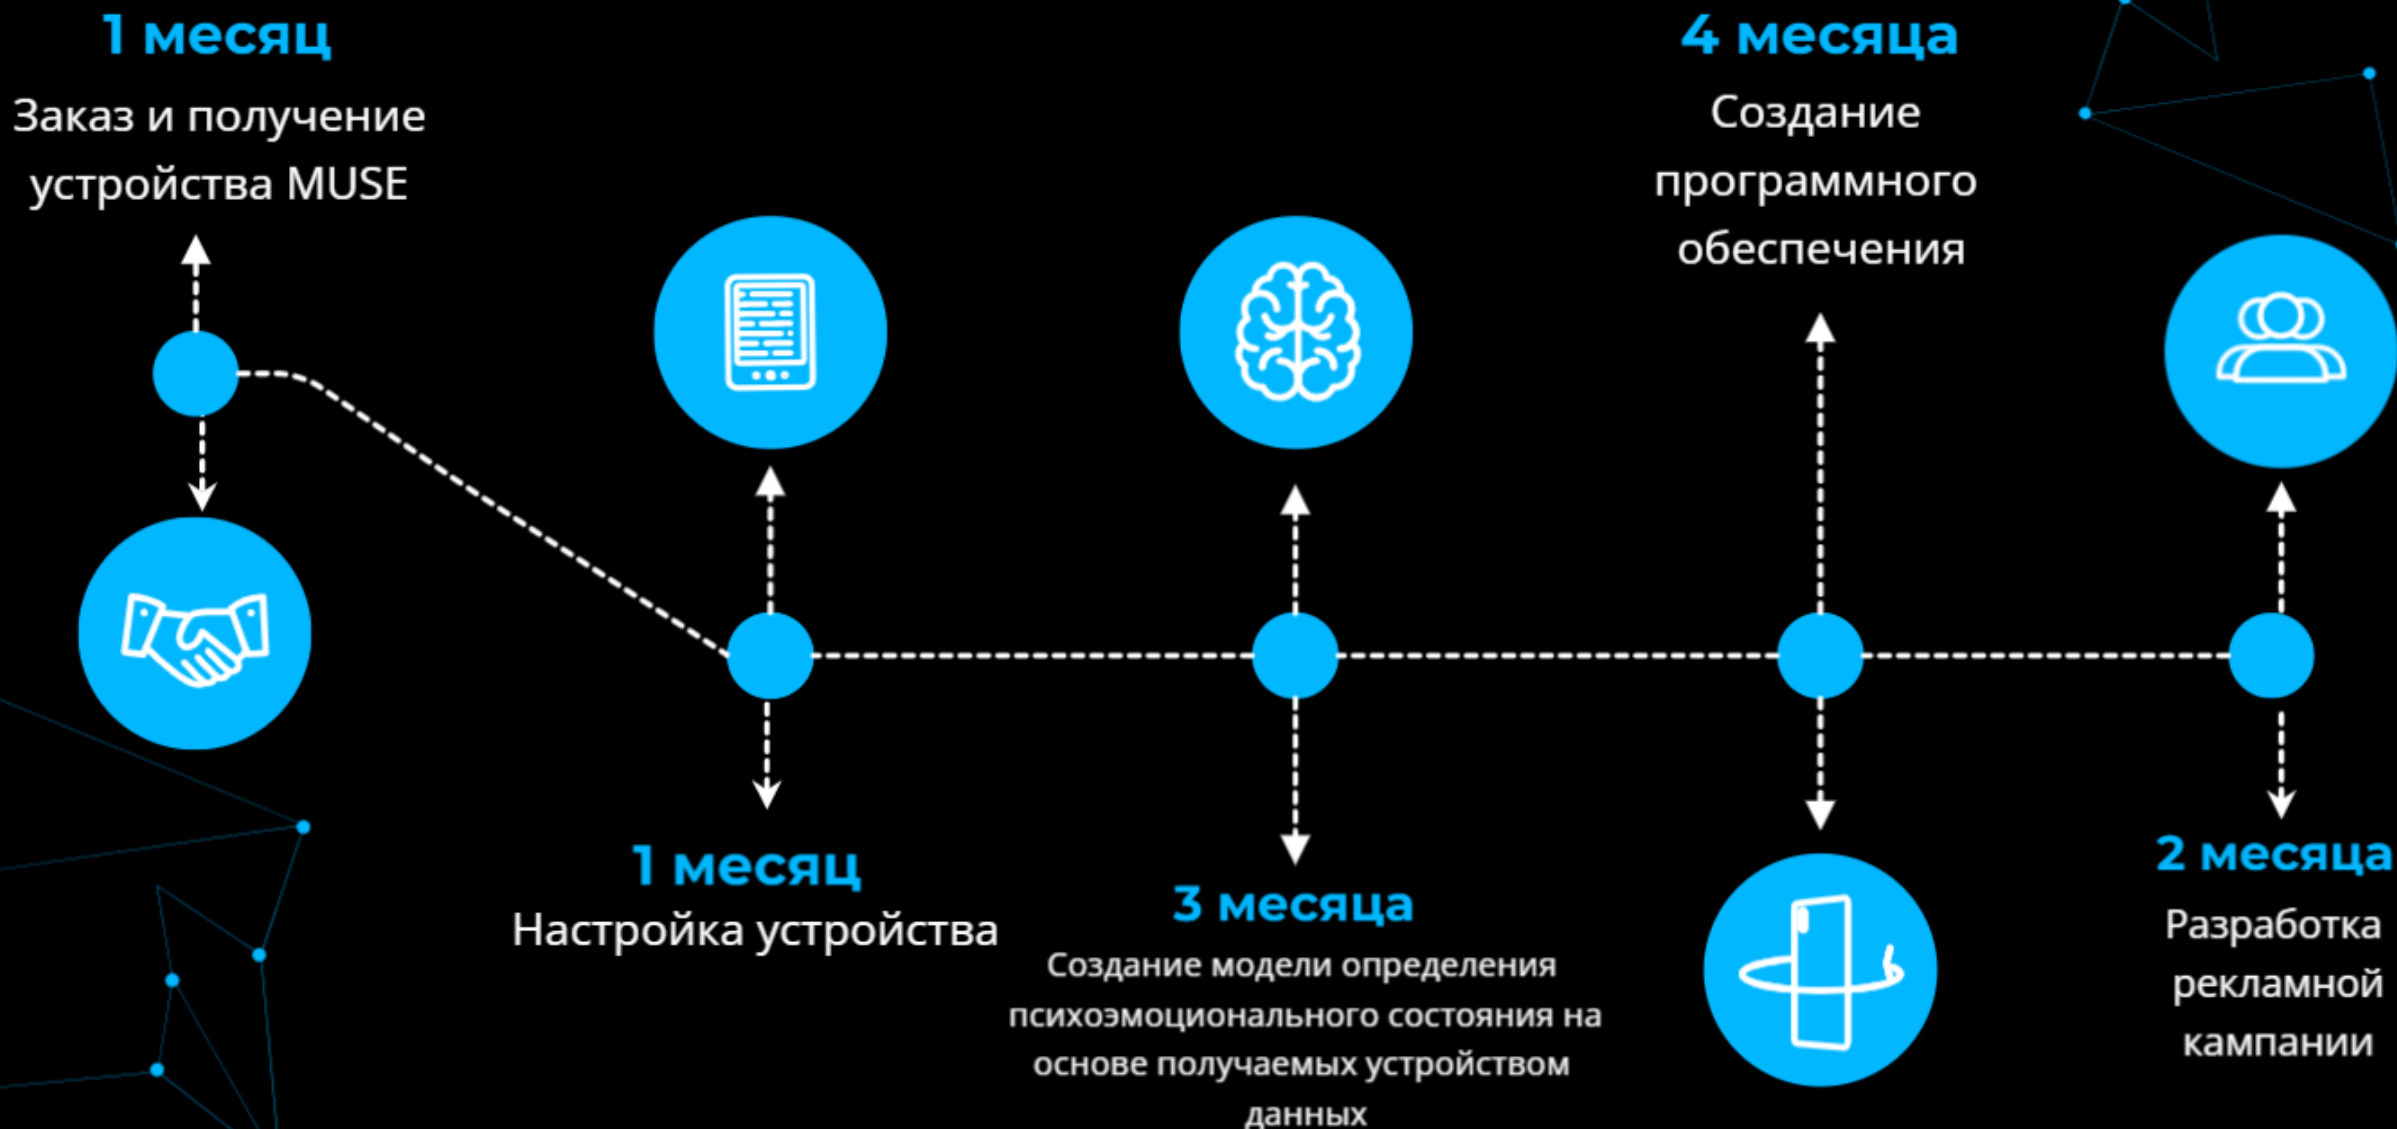 1 месяц
Заказ и получение
устройства MUSE
1 месяц
Настройка устройства
3 месяца
Создание модели определения
психоэмоционального состояния на
основе получаемых устройством
данных
4 месяца
Создание
программного
обеспечения
2 месяца
Разработка
рекламной
кампании